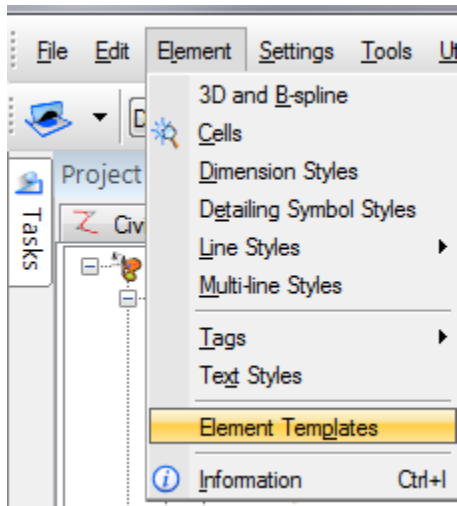 File Edit Element Settings Tools
3D and B-spline
Cells
Project Dimension Styles
Tasks
Detailing Symbol Styles
Line Styles
Multi-line Styles
Tags
Text Styles
Element Templates
Information Ctrl+I